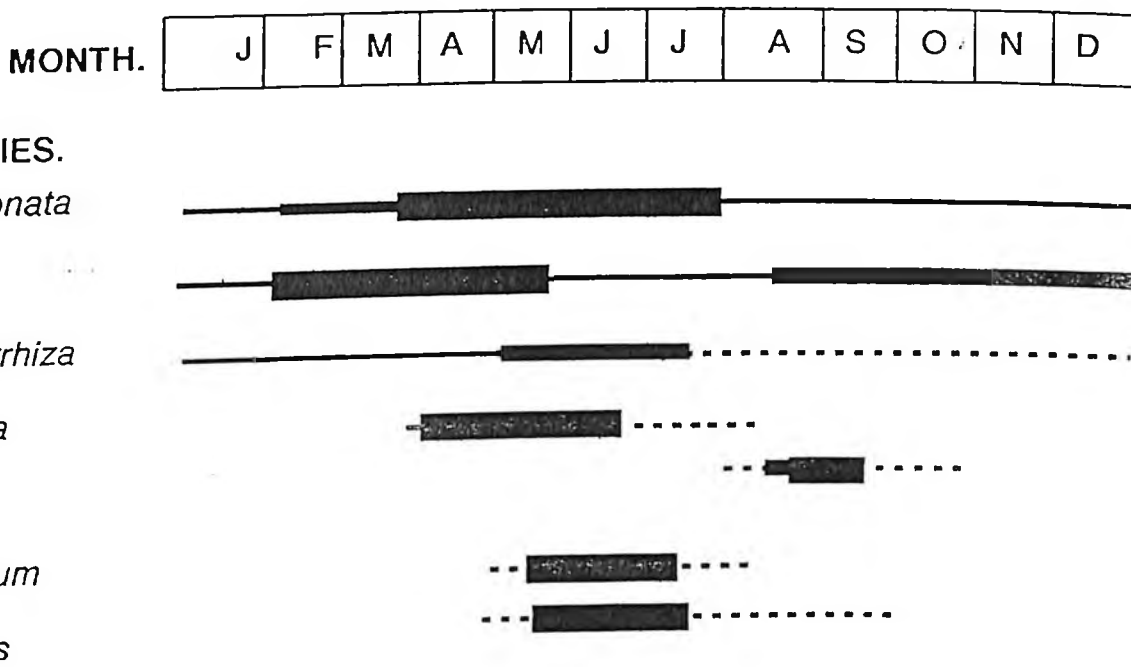 MONTH. J F M A M J J A S O N D
IES.
onata
rhiza
a
um
s